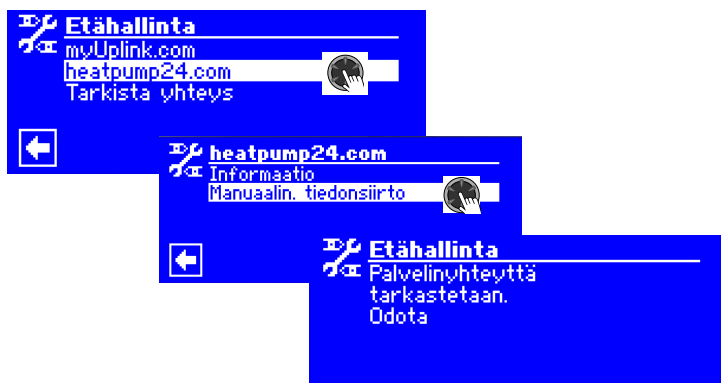 Etähallinta
myUplink.com
heatpump24.com
Tarkista yhteys
heatpump24.com
Informaatio
Manuaalin. tiedonsiirto
Etähallinta
Palvelinyhteyttä
tarkastetaan.
Odota